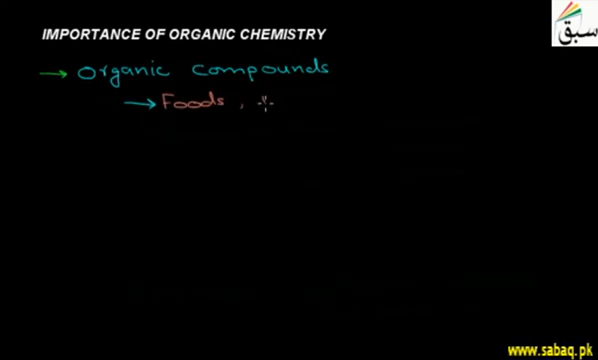 سبق
IMPORTANCE OF ORGANIC CHEMISTRY
→ Organic compounds
→ Foods ,
www.sabaq.pk